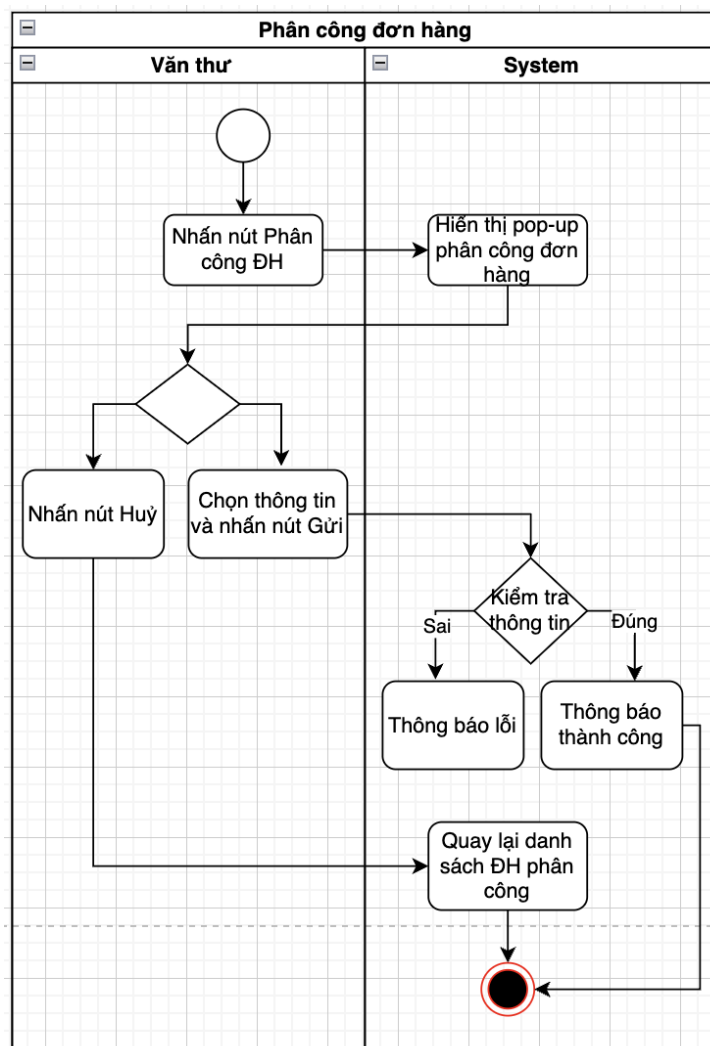 Phân công đơn hàng
Văn thư
System
Nhấn nút Phân
công ĐH
Hiển thị pop-up
phân công đơn
hàng
Nhấn nút Huỷ
Chọn thông tin
và nhấn nút Gửi
Kiểm tra
thông tin
Sai
Đúng
Thông báo lỗi
Thông báo
thành công
Quay lại danh
sách ĐH phân
công